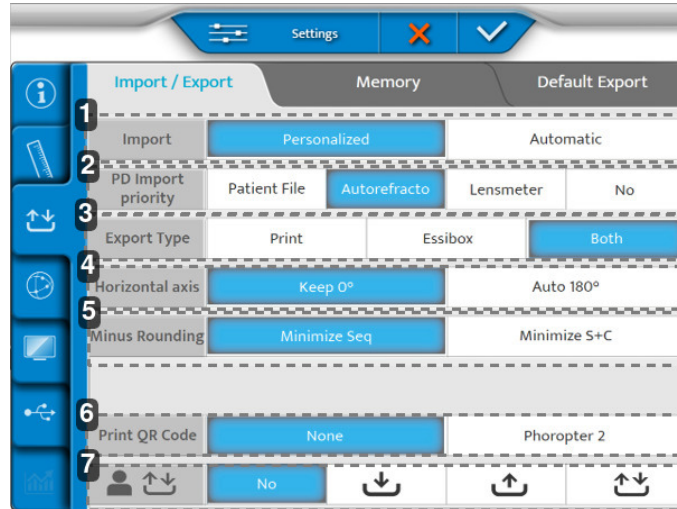 Settings
Import / Export Memory Default Export
1
Import Personalized Automatic
2
PD Import
priority Patient File Autorefracto Lensmeter No
3
Export Type Print Essibox Both
4
Horizontal axis Keep 0° Auto 180°
5
Minus Rounding Minimize Seq Minimize S+C
6
Print QR Code None Phoropter 2
7
No